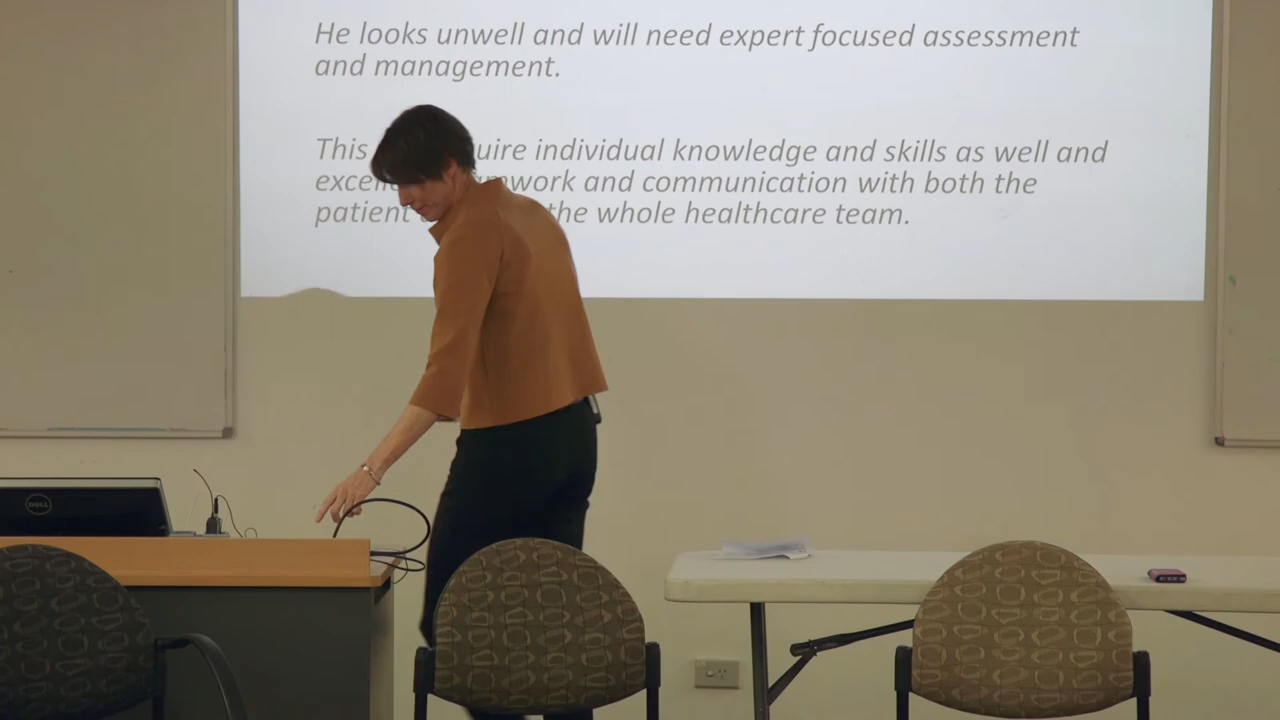 He looks unwell and will need expert focused assessment
and management.
This uire individual knowledge and skills as well and
excel mwork and communication with both the
patient the whole healthcare team.
DELL